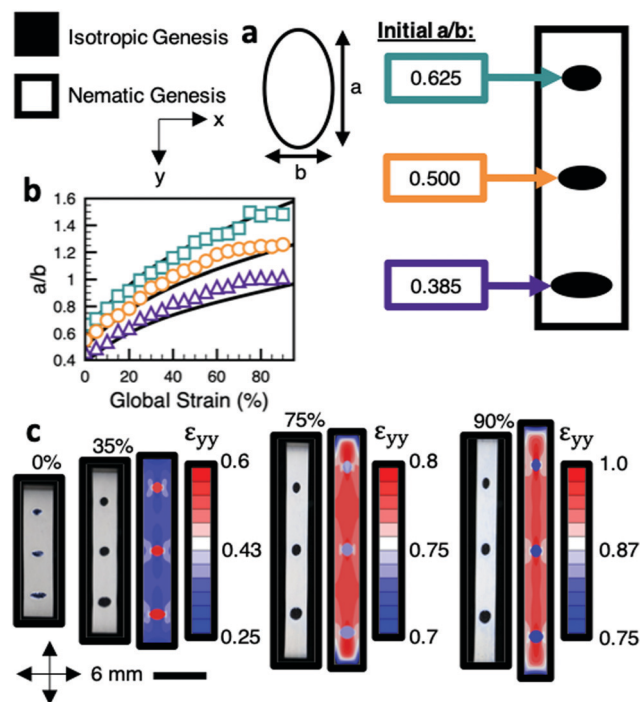 Isotropic Genesis
Nematic Genesis
x
y
a
a
b
Initial a/b:
0.625
0.500
0.385
b
1.6
1.4
1.2
1
0.8
0.6
0.4
a/b
0 20 40 60 80
Global Strain (%)
c
0%
35%
εyy
0.6
0.43
0.25
75%
εyy
0.8
0.75
0.7
90%
εyy
1.0
0.87
0.75
6 mm